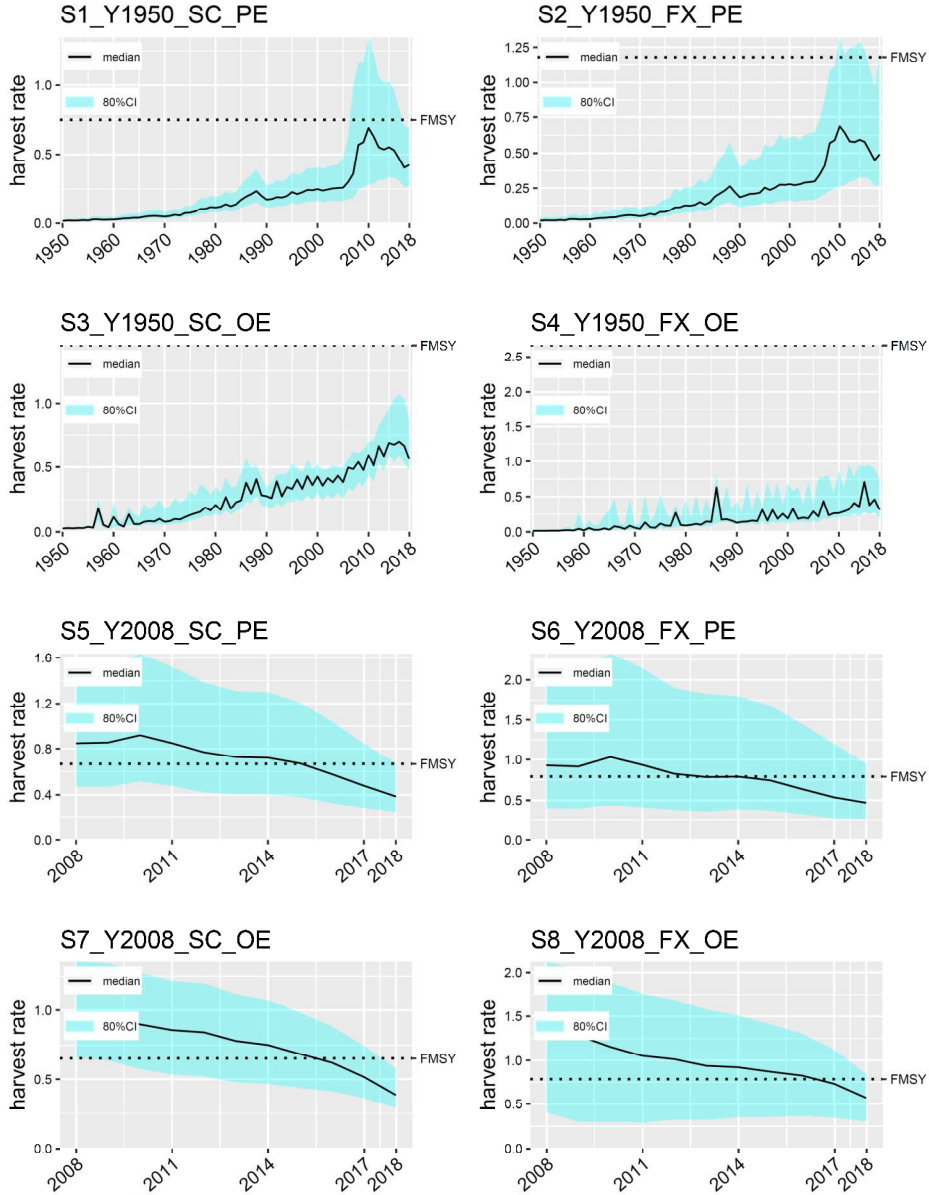 S1_Y1950_SC_PE
harvest rate
1.0
0.5
0.0
median
80%CI
FMSY
1950
1960
1970
1980
1990
2000
2010
2018
S2_Y1950_FX_PE
harvest rate
1.25
1.00
0.75
0.50
0.25
0.00
median
80%CI
FMSY
1950
1960
1970
1980
1990
2000
2010
2018
S3_Y1950_SC_OE
harvest rate
1.0
0.5
0.0
median
80%CI
FMSY
1950
1960
1970
1980
1990
2000
2010
2018
S4_Y1950_FX_OE
harvest rate
2.5
2.0
1.5
1.0
0.5
0.0
median
80%CI
FMSY
1950
1960
1970
1980
1990
2000
2010
2018
S5_Y2008_SC_PE
harvest rate
1.6
1.2
0.8
0.4
0.0
median
80%CI
FMSY
2008
2011
2014
2017
2018
S6_Y2008_FX_PE
harvest rate
2.0
1.5
1.0
0.5
0.0
median
80%CI
FMSY
2008
2011
2014
2017
2018
S7_Y2008_SC_OE
harvest rate
1.0
0.5
0.0
median
80%CI
FMSY
2008
2011
2014
2017
2018
S8_Y2008_FX_OE
harvest rate
2.0
1.5
1.0
0.5
0.0
median
80%CI
FMSY
2008
2011
2014
2017
2018